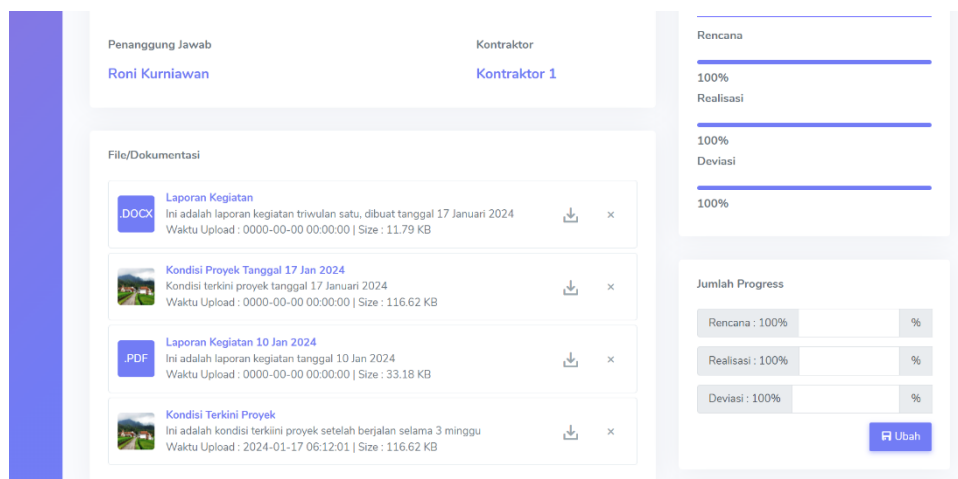 Penanggung Jawab
Roni Kurniawan
Kontraktor
Kontraktor 1
File/Dokumentasi
.DOCX
Laporan Kegiatan
Ini adalah laporan kegiatan triwulan satu, dibuat tanggal 17 Januari 2024
Waktu Upload : 0000-00-00 00:00:00 | Size : 11.79 KB
Kondisi Proyek Tanggal 17 Jan 2024
Kondisi terkini proyek tanggal 17 Januari 2024
Waktu Upload : 0000-00-00 00:00:00 | Size : 116.62 KB
.PDF
Laporan Kegiatan 10 Jan 2024
Ini adalah laporan kegiatan tanggal 10 Jan 2024
Waktu Upload : 0000-00-00 00:00:00 | Size : 33.18 KB
Kondisi Terkini Proyek
Ini adalah kondisi terkiini proyek setelah berjalan selama 3 minggu
Waktu Upload : 2024-01-17 06:12:01 | Size : 116.62 KB
Rencana
100%
Realisasi
100%
Deviasi
100%
Jumlah Progress
Rencana : 100% %
Realisasi : 100% %
Deviasi : 100% %
Ubah